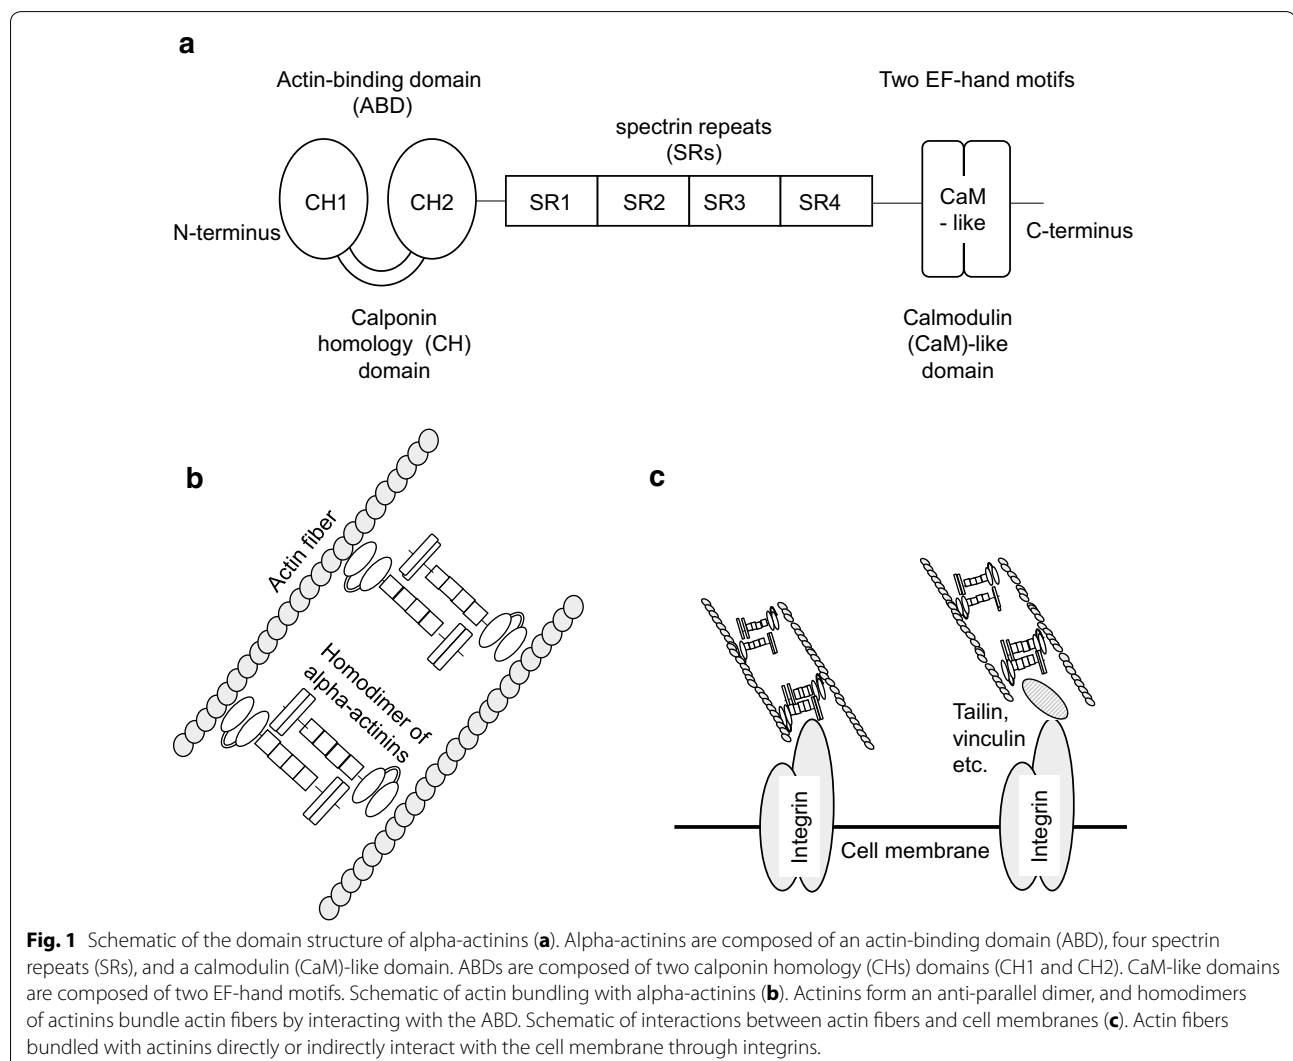 a
Actin-binding domain
(ABD)
Two EF-hand motifs
spectrin repeats
(SRs)
CH1
CH2
SR1
SR2
SR3
SR4
CaM
- like
N-terminus
C-terminus
Calponin
homology (CH)
domain
Calmodulin
(CaM)-like
domain
b
Actin fiber
Homodimer of
alpha-actinins
c
Tailin,
vinculin
etc.
Integrin
Integrin
Cell membrane
Fig. 1 Schematic of the domain structure of alpha-actinins (a). Alpha-actinins are composed of an actin-binding domain (ABD), four spectrin
repeats (SRs), and a calmodulin (CaM)-like domain. ABDs are composed of two calponin homology (CHs) domains (CH1 and CH2). CaM-like domains
are composed of two EF-hand motifs. Schematic of actin bundling with alpha-actinins (b). Actinins form an anti-parallel dimer, and homodimers
of actinins bundle actin fibers by interacting with the ABD. Schematic of interactions between actin fibers and cell membranes (c). Actin fibers
bundled with actinins directly or indirectly interact with the cell membrane through integrins.